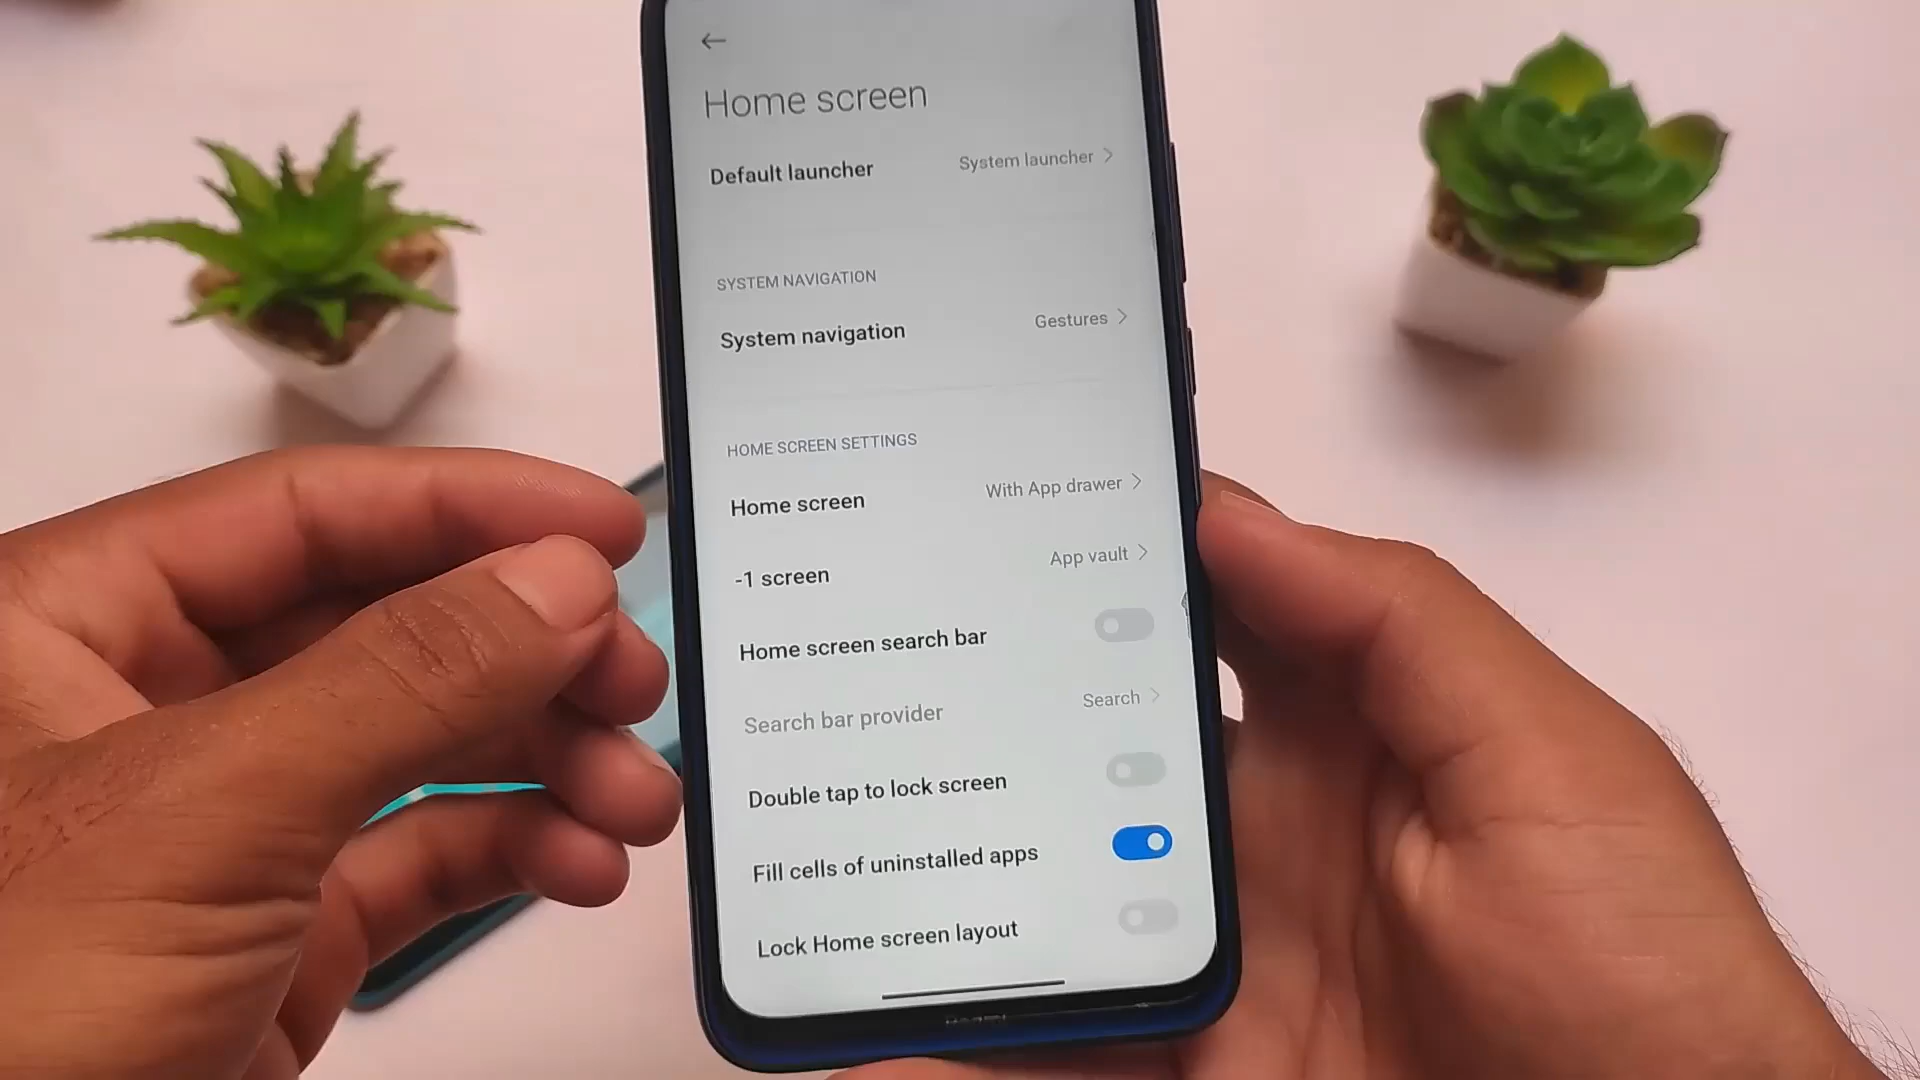 Home screen
Default launcher System launcher
SYSTEM NAVIGATION
System navigation Gestures
HOME SCREEN SETTINGS
Home screen With App drawer
-1 screen App vault
Home screen search bar
Search bar provider Search
Double tap to lock screen
Fill cells of uninstalled apps
Lock Home screen layout